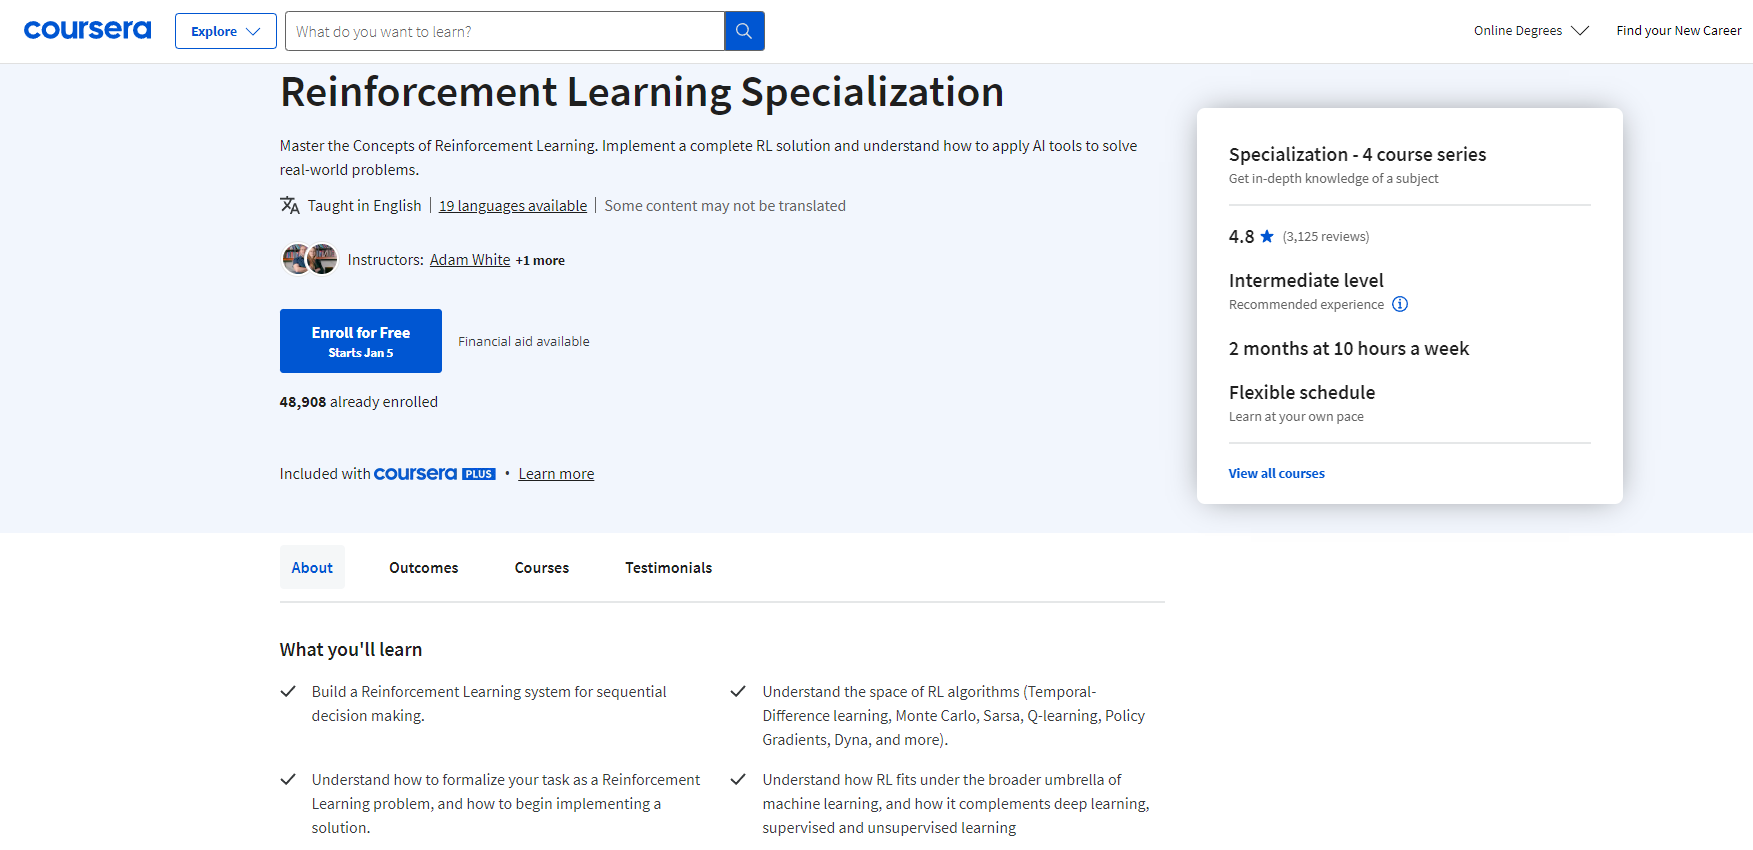 coursera
Explore
What do you want to learn?
Online Degrees
Find your New Career
Reinforcement Learning Specialization
Master the Concepts of Reinforcement Learning. Implement a complete RL solution and understand how to apply AI tools to solve
real-world problems.
Taught in English | 19 languages available | Some content may not be translated
Instructors: Adam White +1 more
Enroll for Free
Starts Jan 5
Financial aid available
48,908 already enrolled
Included with coursera PLUS • Learn more
Specialization - 4 course series
Get in-depth knowledge of a subject
4.8 ★ (3,125 reviews)
Intermediate level
Recommended experience
2 months at 10 hours a week
Flexible schedule
Learn at your own pace
View all courses
About
Outcomes
Courses
Testimonials
What you'll learn
Build a Reinforcement Learning system for sequential
decision making.
Understand the space of RL algorithms (Temporal-
Difference learning, Monte Carlo, Sarsa, Q-learning, Policy
Gradients, Dyna, and more).
Understand how to formalize your task as a Reinforcement
Learning problem, and how to begin implementing a
solution.
Understand how RL fits under the broader umbrella of
machine learning, and how it complements deep learning,
supervised and unsupervised learning